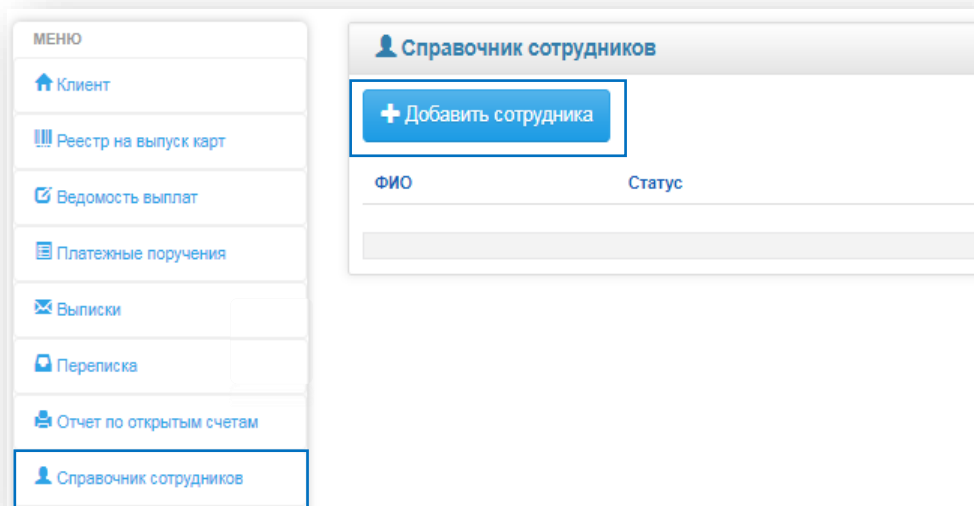 МЕНЮ
Клиент
Реестр на выпуск карт
Ведомость выплат
Платежные поручения
Выписки
Переписка
Отчет по открытым счетам
Справочник сотрудников
Справочник сотрудников
Добавить сотрудника
ФИО Статус